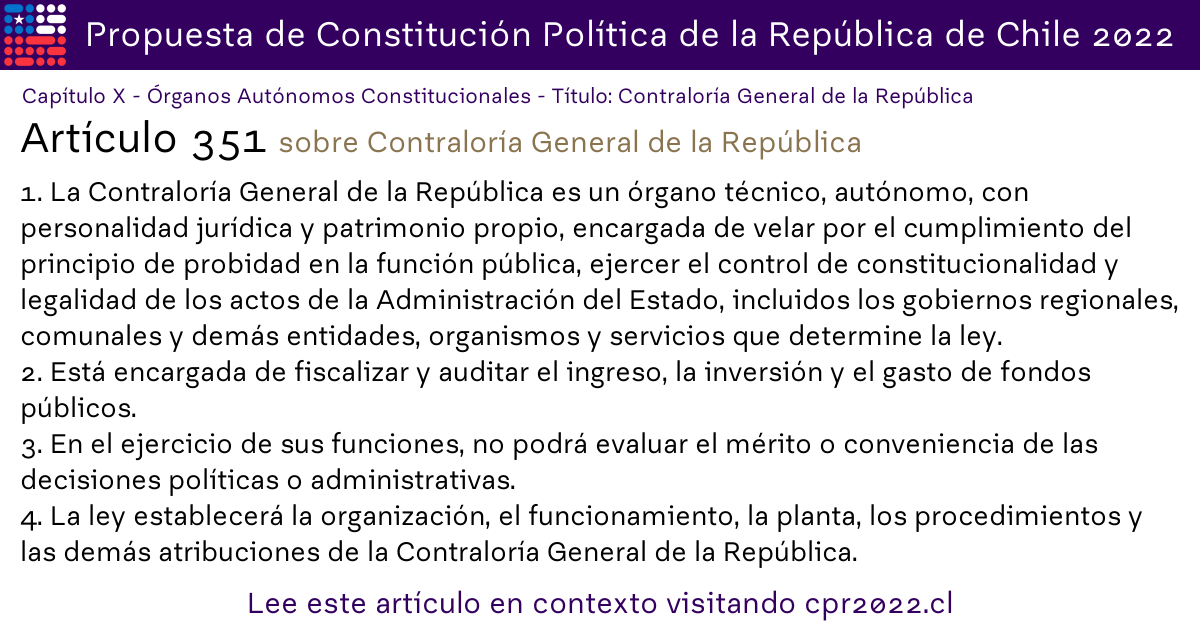 Propuesta de Constitución Política de la República de Chile 2022
Capítulo X - Órganos Autónomos Constitucionales - Título: Contraloría General de la República
Artículo 351 sobre Contraloría General de la República
1. La Contraloría General de la República es un órgano técnico, autónomo, con
personalidad jurídica y patrimonio propio, encargada de velar por el cumplimiento del
principio de probidad en la función pública, ejercer el control de constitucionalidad y
legalidad de los actos de la Administración del Estado, incluidos los gobiernos regionales,
comunales y demás entidades, organismos y servicios que determine la ley.
2. Está encargada de fiscalizar y auditar el ingreso, la inversión y el gasto de fondos
públicos.
3. En el ejercicio de sus funciones, no podrá evaluar el mérito o conveniencia de las
decisiones políticas o administrativas.
4. La ley establecerá la organización, el funcionamiento, la planta, los procedimientos y
las demás atribuciones de la Contraloría General de la República.
Lee este artículo en contexto visitando cpr2022.cl